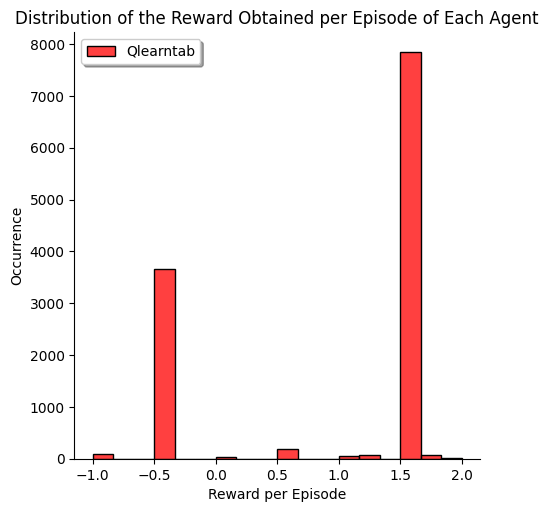 Distribution of the Reward Obtained per Episode of Each Agent
Qlearntab
8000
7000
6000
5000
4000
3000
2000
1000
0
Occurrence
−1.0 −0.5 0.0 0.5 1.0 1.5 2.0
Reward per Episode